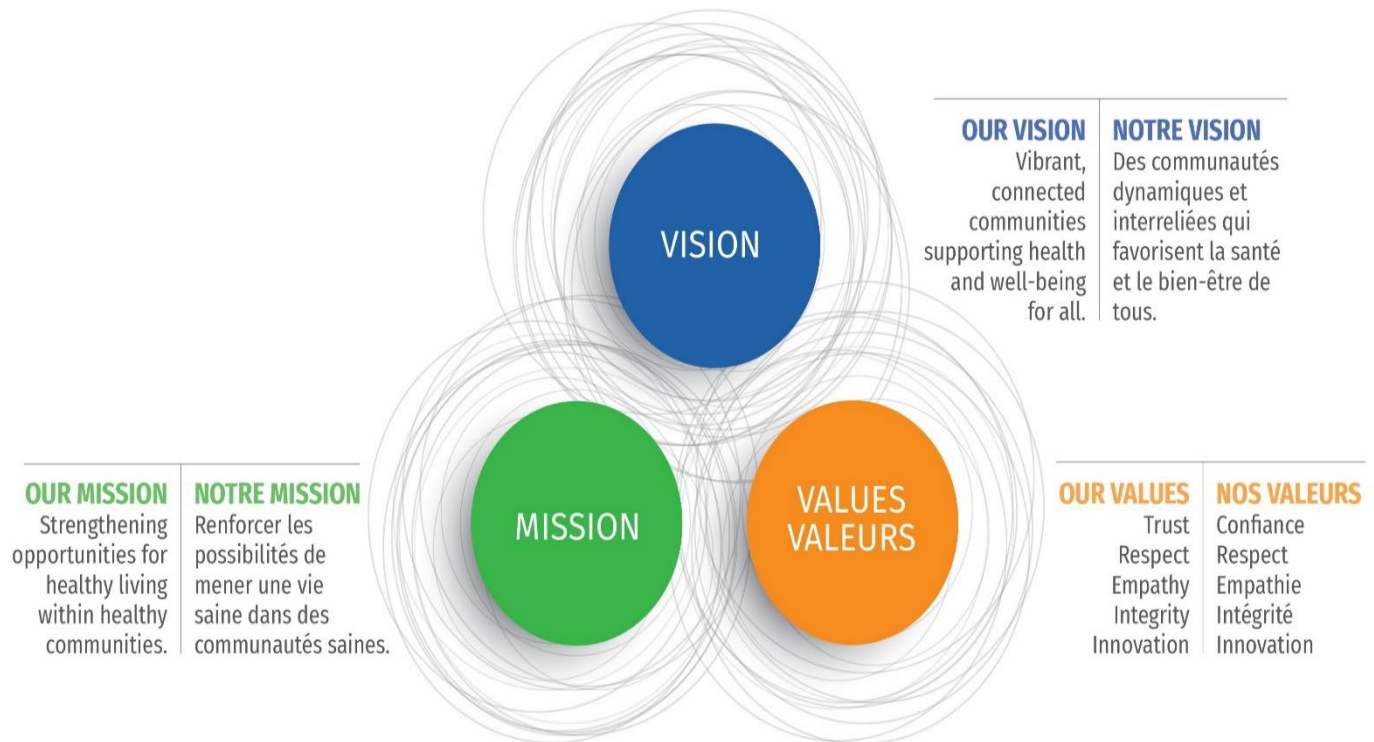 VISION
OUR VISION
Vibrant,
connected
communities
supporting health
and well-being
for all.
NOTRE VISION
Des communautés
dynamiques et
interreliées qui
favorisent la santé
et le bien-être de
tous.
OUR MISSION
Strengthening
opportunities for
healthy living
within healthy
communities.
NOTRE MISSION
Renforcer les
possibilités de
mener une vie
saine dans des
communautés saines.
MISSION
VALUES
VALEURS
OUR VALUES
Trust
Respect
Empathy
Integrity
Innovation
NOS VALEURS
Confiance
Respect
Empathie
Intégrité
Innovation